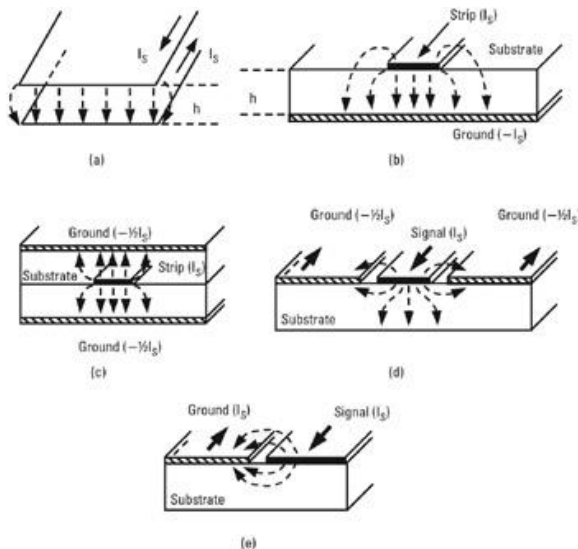 I_S
I_S
h
(a)
Strip (I_S)
Substrate
h
Ground (–I_S)
(b)
Ground (–½I_S)
Substrate
Strip (I_S)
Ground (–½I_S)
(c)
Ground (–½I_S)
Signal (I_S)
Ground (–½I_S)
Substrate
(d)
Ground (I_S)
Signal (I_S)
Substrate
(e)